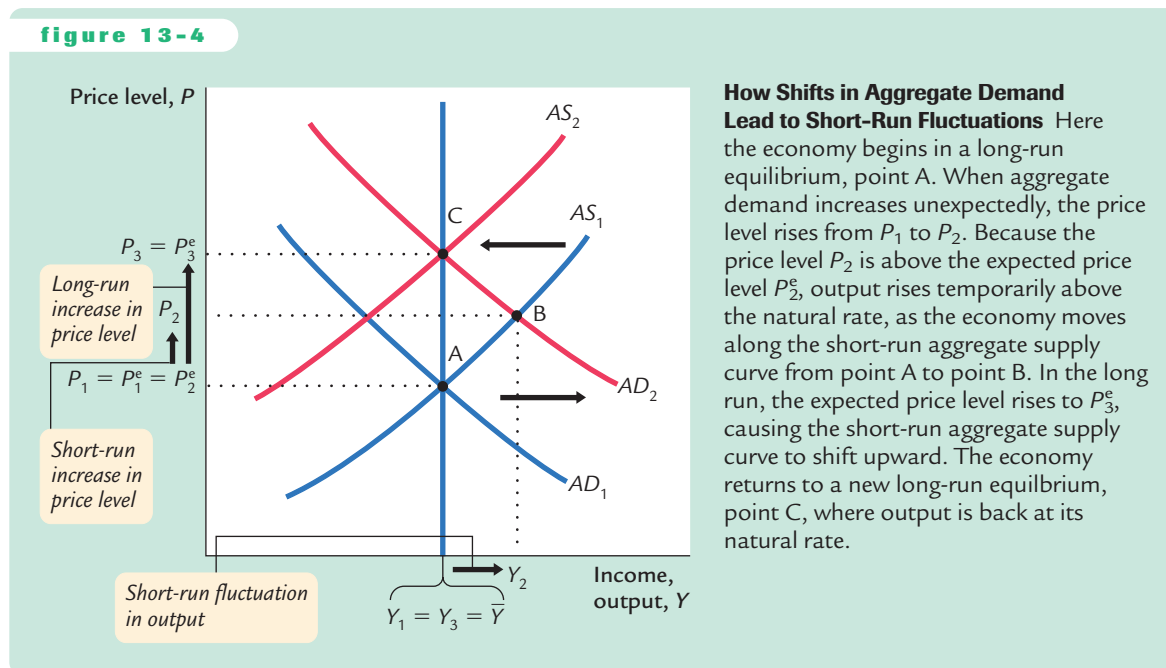 figure 13-4
Price level, P
AS₂
C
AS₁
P₃ = P₃ᵉ
Long-run
increase in
price level
P₂
B
A
P₁ = P₁ᵉ = P₂ᵉ
AD₂
Short-run
increase in
price level
AD₁
Y₂
Income,
output, Y
Short-run fluctuation
in output
Y₁ = Y₃ = Y̅
How Shifts in Aggregate Demand
Lead to Short-Run Fluctuations Here
the economy begins in a long-run
equilibrium, point A. When aggregate
demand increases unexpectedly, the price
level rises from P₁ to P₂. Because the
price level P₂ is above the expected price
level P₂ᵉ, output rises temporarily above
the natural rate, as the economy moves
along the short-run aggregate supply
curve from point A to point B. In the long
run, the expected price level rises to P₃ᵉ,
causing the short-run aggregate supply
curve to shift upward. The economy
returns to a new long-run equilbrium,
point C, where output is back at its
natural rate.